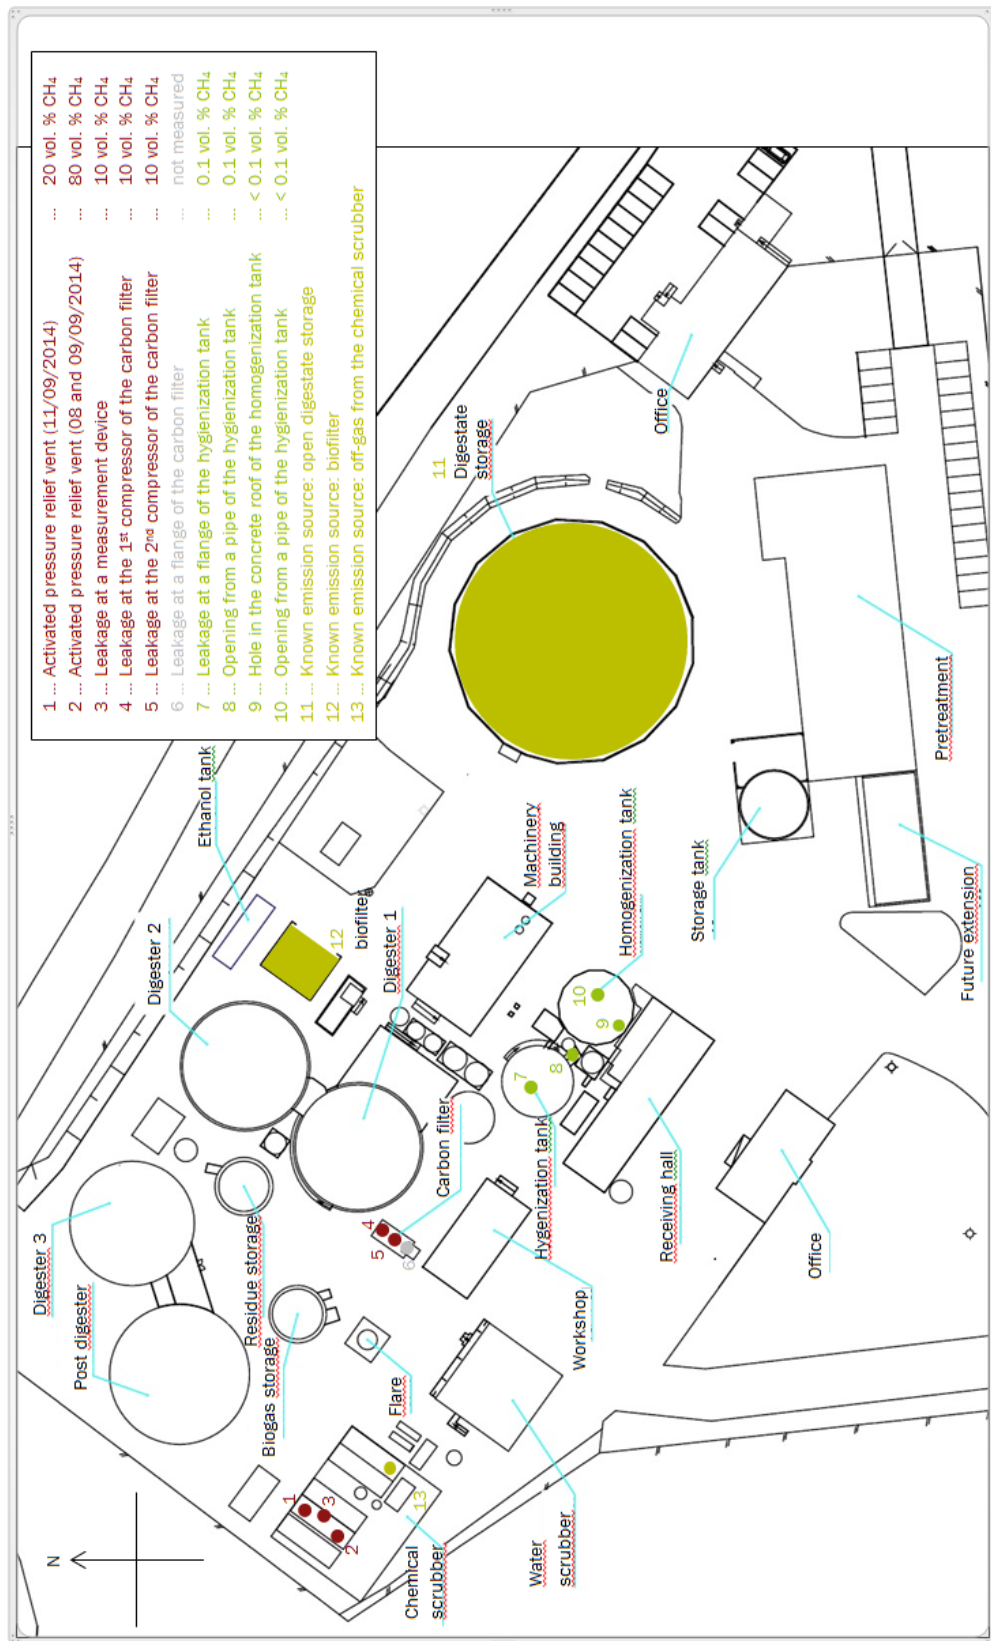 1 ... Activated pressure relief vent (11/09/2014) ... 20 vol. % CH₄
2 ... Activated pressure relief vent (08 and 09/09/2014) ... 80 vol. % CH₄
3 ... Leakage at a measurement device ... 10 vol. % CH₄
4 ... Leakage at the 1st compressor of the carbon filter ... 10 vol. % CH₄
5 ... Leakage at the 2nd compressor of the carbon filter ... 10 vol. % CH₄
6 ... Leakage at a flange of the carbon filter ... not measured
7 ... Leakage at a flange of the hygienization tank ... 0.1 vol. % CH₄
8 ... Opening from a pipe of the hygienization tank ... 0.1 vol. % CH₄
9 ... Hole in the concrete roof of the homogenization tank ... < 0.1 vol. % CH₄
10 ... Opening from a pipe of the hygienization tank ... < 0.1 vol. % CH₄
11 ... Known emission source: open digestate storage
12 ... Known emission source: biofilter
13 ... Known emission source: off-gas from the chemical scrubber
N
Digester 3
Post digester
Digester 2
Ethanol tank
12
biofilter
Digester 1
Residue storage
Biogas storage
Carbon filter
4
5
6
Flare
1
3
2
13
Chemical
scrubber
Water
scrubber
Workshop
Hygenization tank
7
8
9
10
Machinery
building
Homogenization tank
Receiving hall
Office
11
Digestate
storage
Office
Storage tank
Pretreatment
Future extension